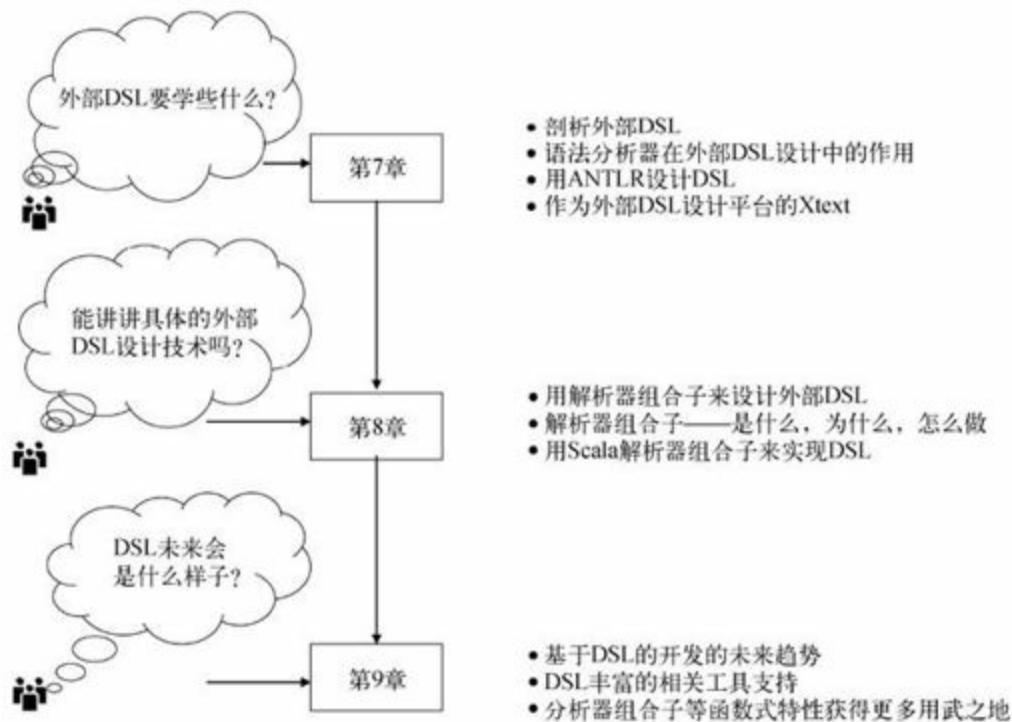 外部DSL要学些什么?
第7章
• 剖析外部DSL
• 语法分析器在外部DSL设计中的作用
• 用ANTLR设计DSL
• 作为外部DSL设计平台的Xtext
能讲讲具体的外部
DSL设计技术吗?
第8章
• 用解析器组合子来设计外部DSL
• 解析器组合子——是什么，为什么，怎么做
• 用Scala解析器组合子来实现DSL
DSL未来会
是什么样子?
第9章
• 基于DSL的开发的未来趋势
• DSL丰富的相关工具支持
• 分析器组合子等函数式特性获得更多用武之地